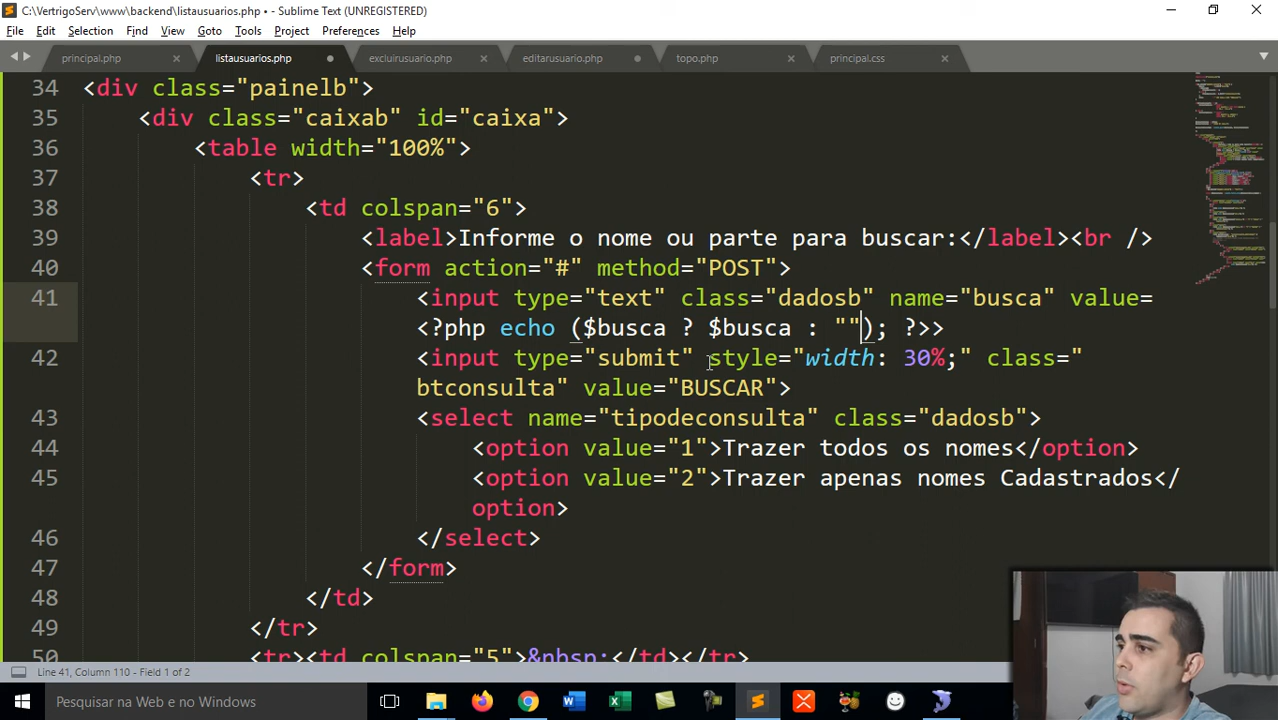 C:\VertrigoServ\www\backend\listausuarios.php • - Sublime Text (UNREGISTERED)
File Edit Selection Find View Goto Tools Project Preferences Help
principal.php listausuarios.php excluirusuario.php editarusuario.php topo.php principal.css
34 <div class="painelb">
35 <div class="caixab" id="caixa">
36 <table width="100%">
37 <tr>
38 <td colspan="6">
39 <label>Informe o nome ou parte para buscar:</label><br />
40 <form action="#" method="POST">
41 <input type="text" class="dadosb" name="busca" value=
<?php echo ($busca ? $busca : ""); ?>>
42 <input type="submit" style="width: 30%;" class="
btconsulta" value="BUSCAR">
43 <select name="tipodeconsulta" class="dadosb">
44 <option value="1">Trazer todos os nomes</option>
45 <option value="2">Trazer apenas nomes Cadastrados</
option>
46 </select>
47 </form>
48 </td>
49 </tr>
50 <tr><td colspan="5">&nbsp;</td></tr>
Line 41, Column 110 - Field 1 of 2
Pesquisar na Web e no Windows